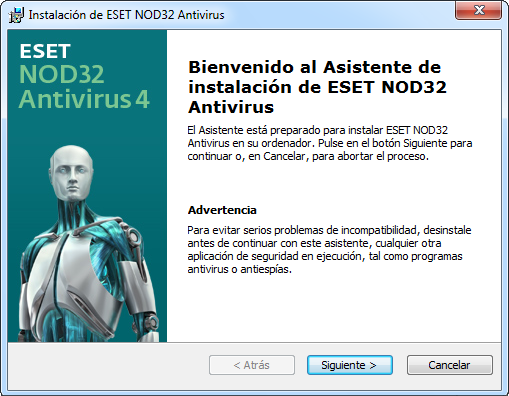 Instalación de ESET NOD32 Antivirus
ESET
NOD32
Antivirus 4
Bienvenido al Asistente de
instalación de ESET NOD32
Antivirus
El Asistente está preparado para instalar ESET NOD32
Antivirus en su ordenador. Pulse en el botón Siguiente para
continuar o, en Cancelar, para abortar el proceso.
Advertencia
Para evitar serios problemas de incompatibilidad, desinstale
antes de continuar con este asistente, cualquier otra
aplicación de seguridad en ejecución, tal como programas
antivirus o antiespías.
< Atrás
Siguiente >
Cancelar